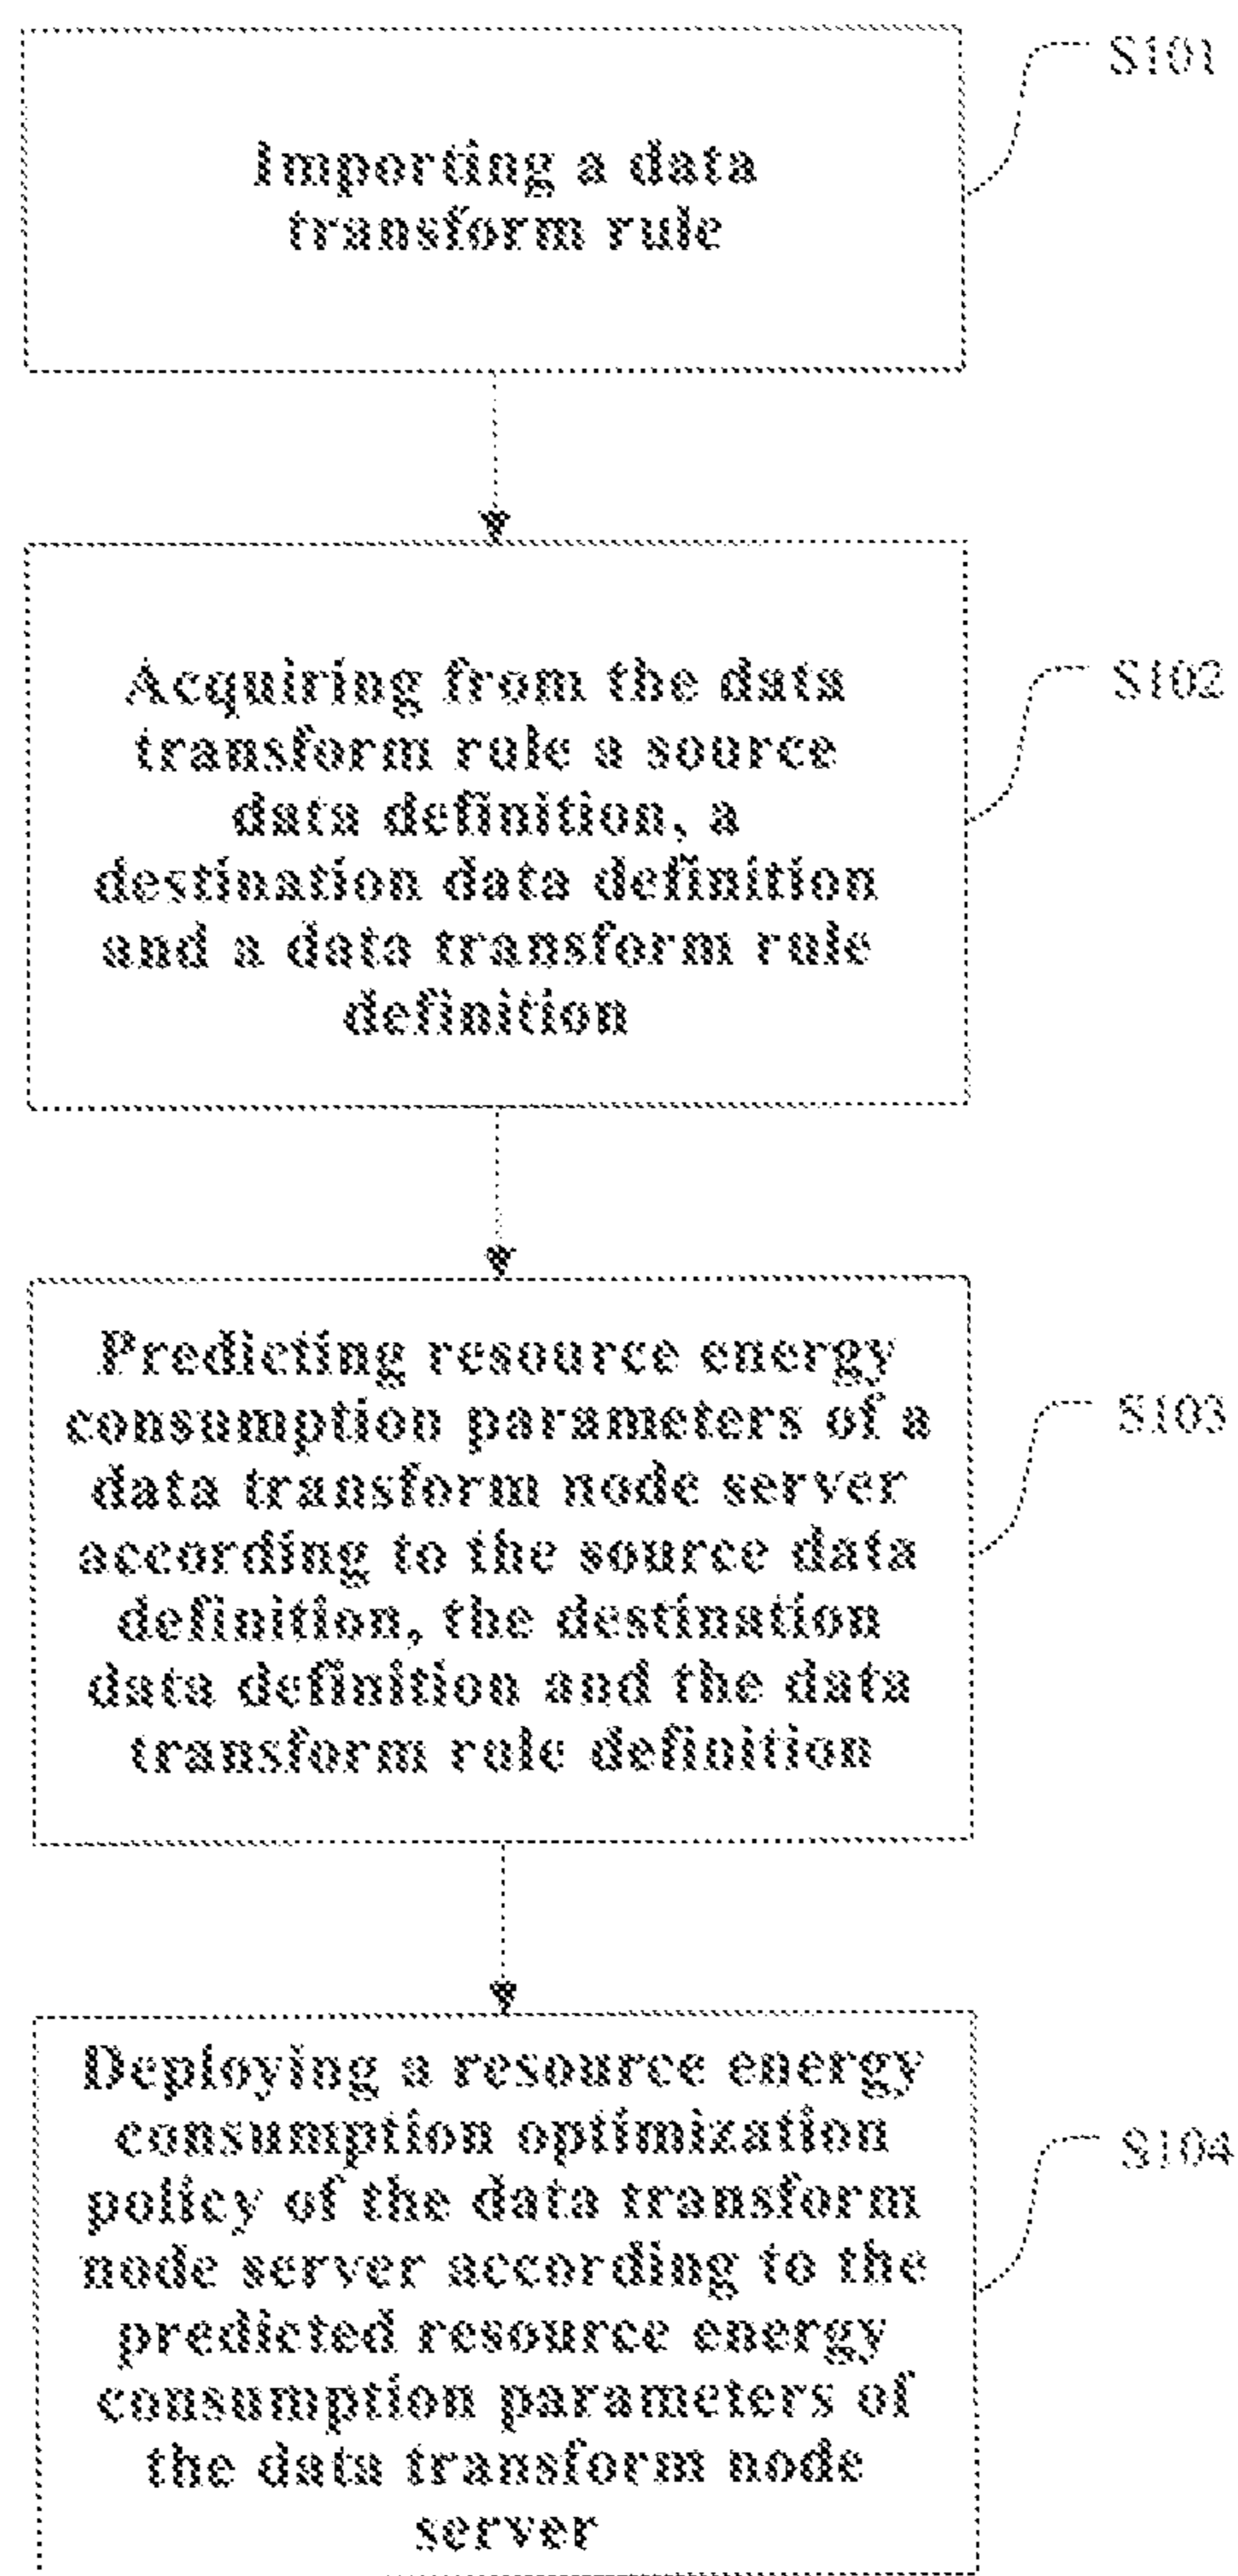 S101
Importing a data
transform rule
S102
Acquiring from the data
transform rule a source
data definition, a
destination data definition
and a data transform rule
definition
S103
Predicting resource energy
consumption parameters of a
data transform node server
according to the source data
definition, the destination
data definition and the data
transform rule definition
S104
Deploying a resource energy
consumption optimization
policy of the data transform
node server according to the
predicted resource energy
consumption parameters of
the data transform node
server